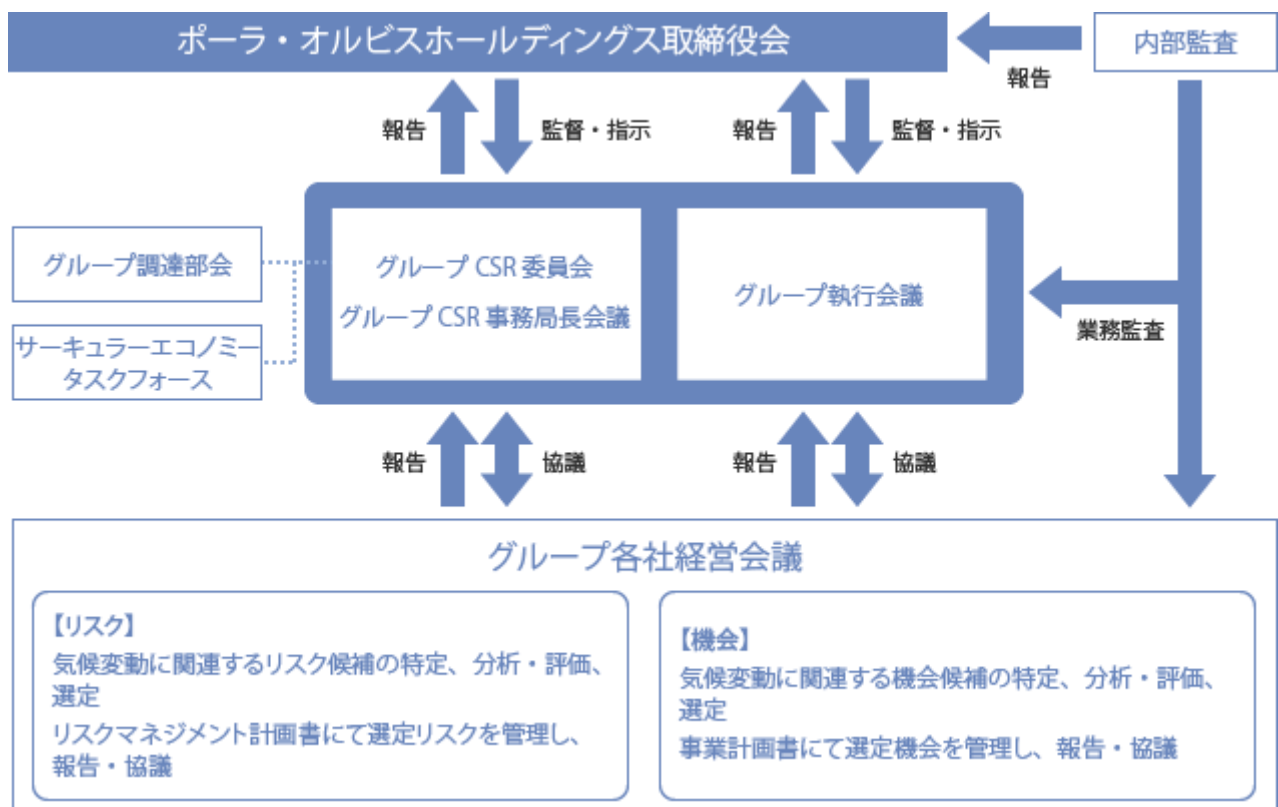 ポーラ・オルビスホールディングス取締役会
内部監査
報告
報告
監督・指示
報告
監督・指示
グループ調達部会
サーキュラーエコノミー
タスクフォース
グループ CSR 委員会
グループ CSR 事務局長会議
グループ執行会議
業務監査
報告
協議
報告
協議
グループ各社経営会議
【リスク】
気候変動に関連するリスク候補の特定、分析・評価、
選定
リスクマネジメント計画書にて選定リスクを管理し、
報告・協議
【機会】
気候変動に関連する機会候補の特定、分析・評価、
選定
事業計画書にて選定機会を管理し、報告・協議